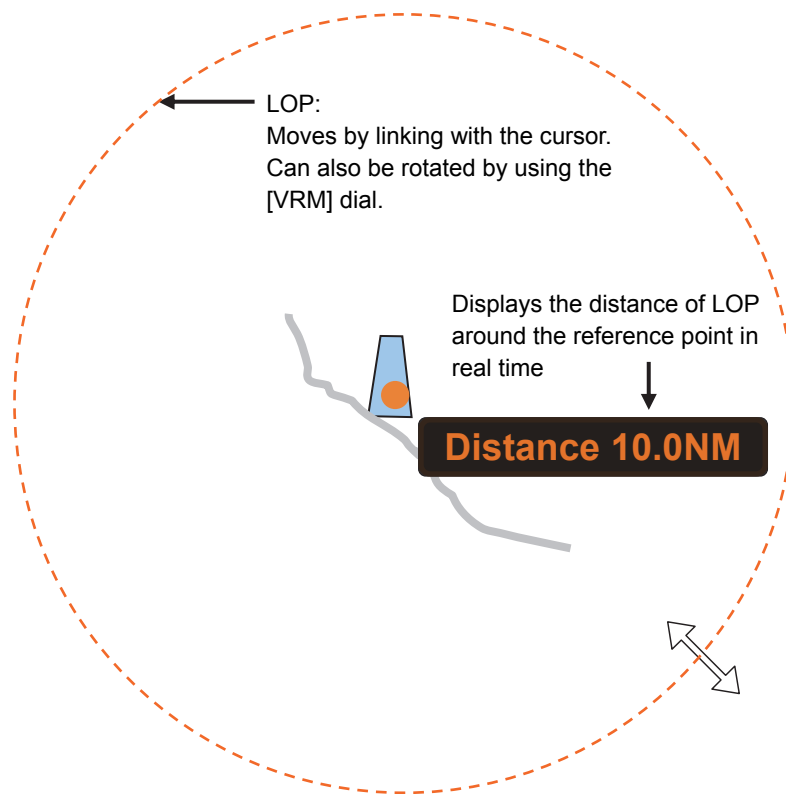 LOP:
Moves by linking with the cursor.
Can also be rotated by using the
[VRM] dial.
Displays the distance of LOP
around the reference point in
real time
Distance 10.0NM